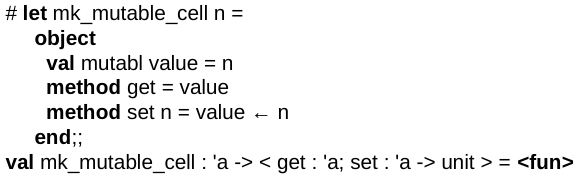 # let mk_mutable_cell n =
object
val mutabl value = n
method get = value
method set n = value ← n
end;;
val mk_mutable_cell : 'a -> < get : 'a; set : 'a -> unit > = <fun>